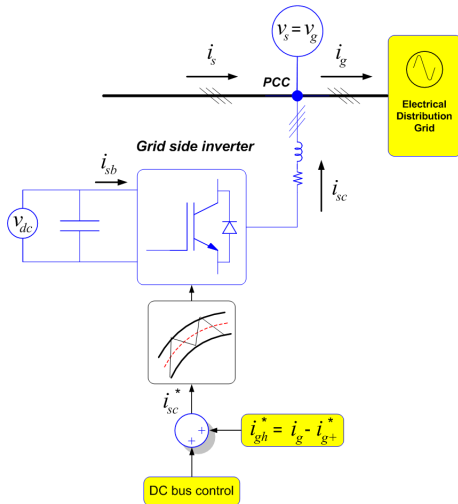 v_s = v_g
i_s
i_g
PCC
Electrical
Distribution
Grid
Grid side inverter
i_sb
i_sc
v_dc
i_sc^*
+
+
i_gh^* = i_g - i_g+^*
DC bus control